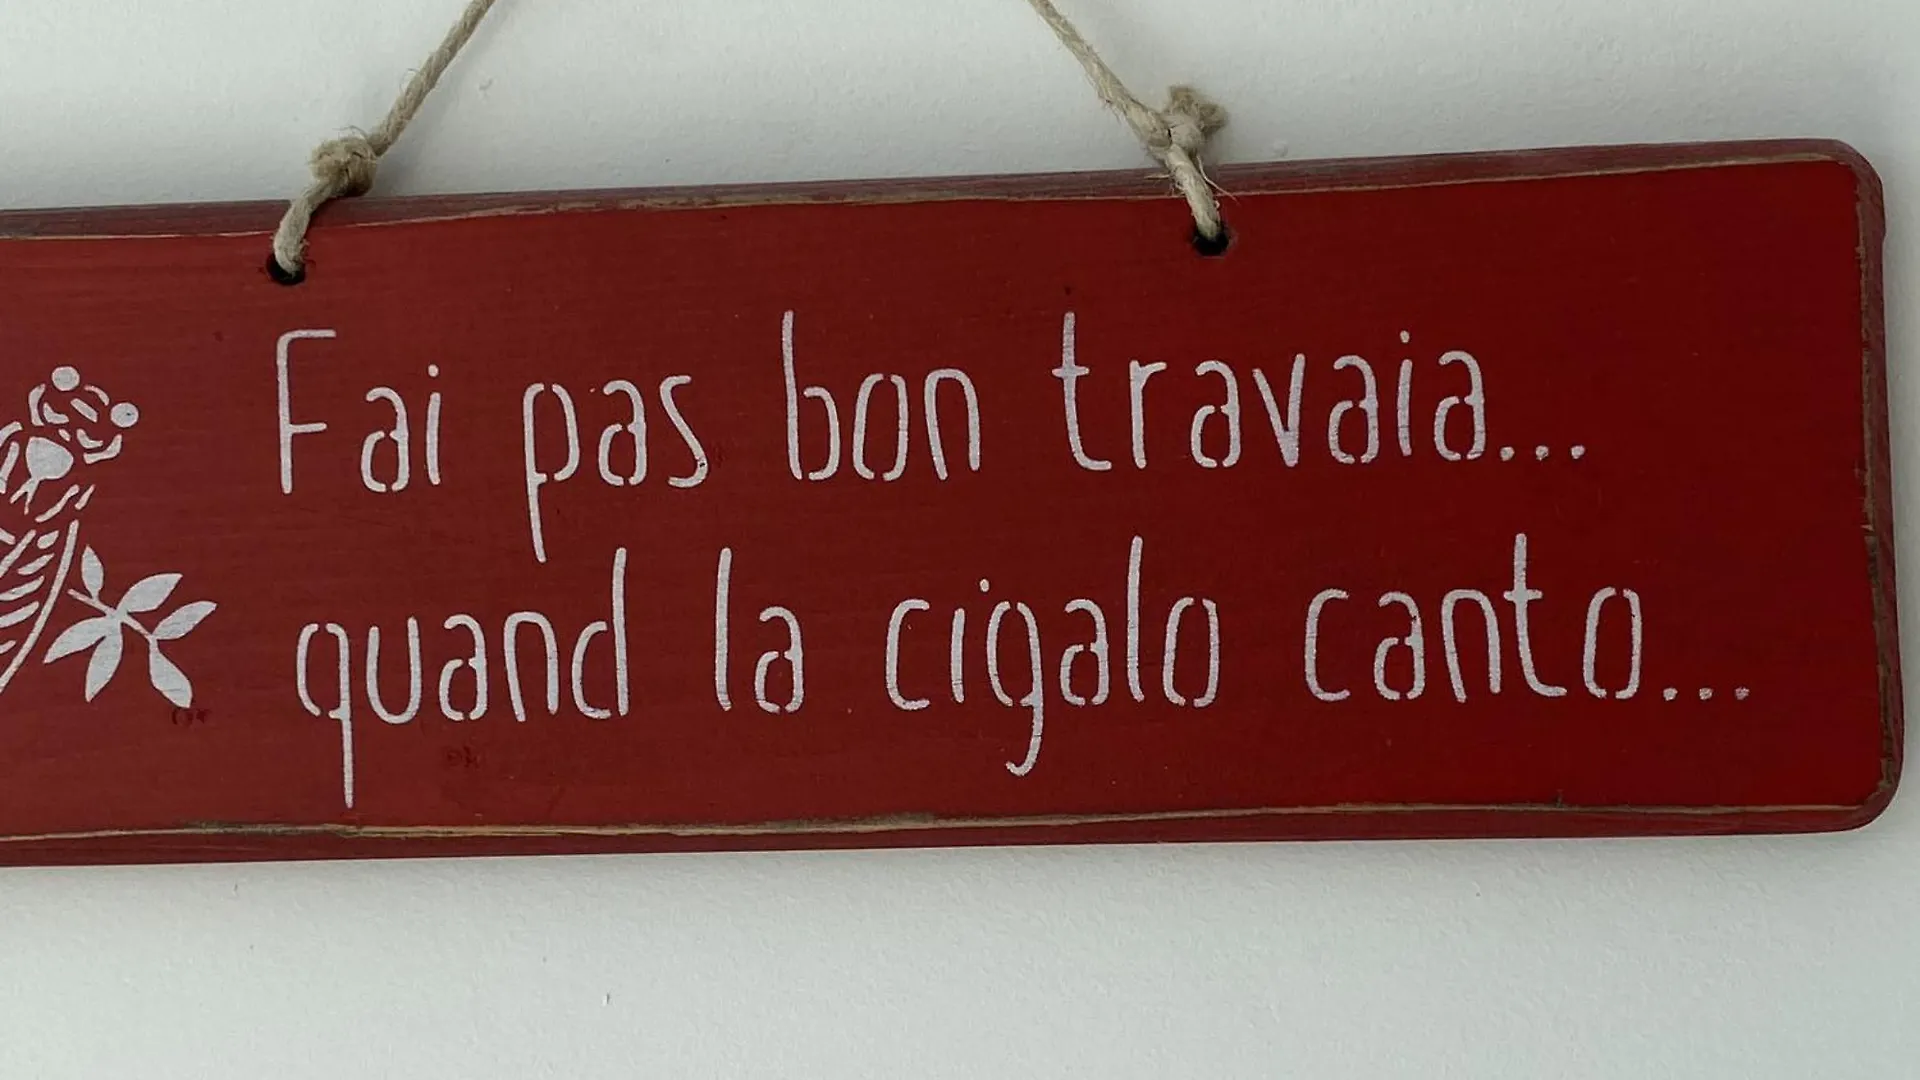 Fai pas bon travaia...
quand la cigalo canto...